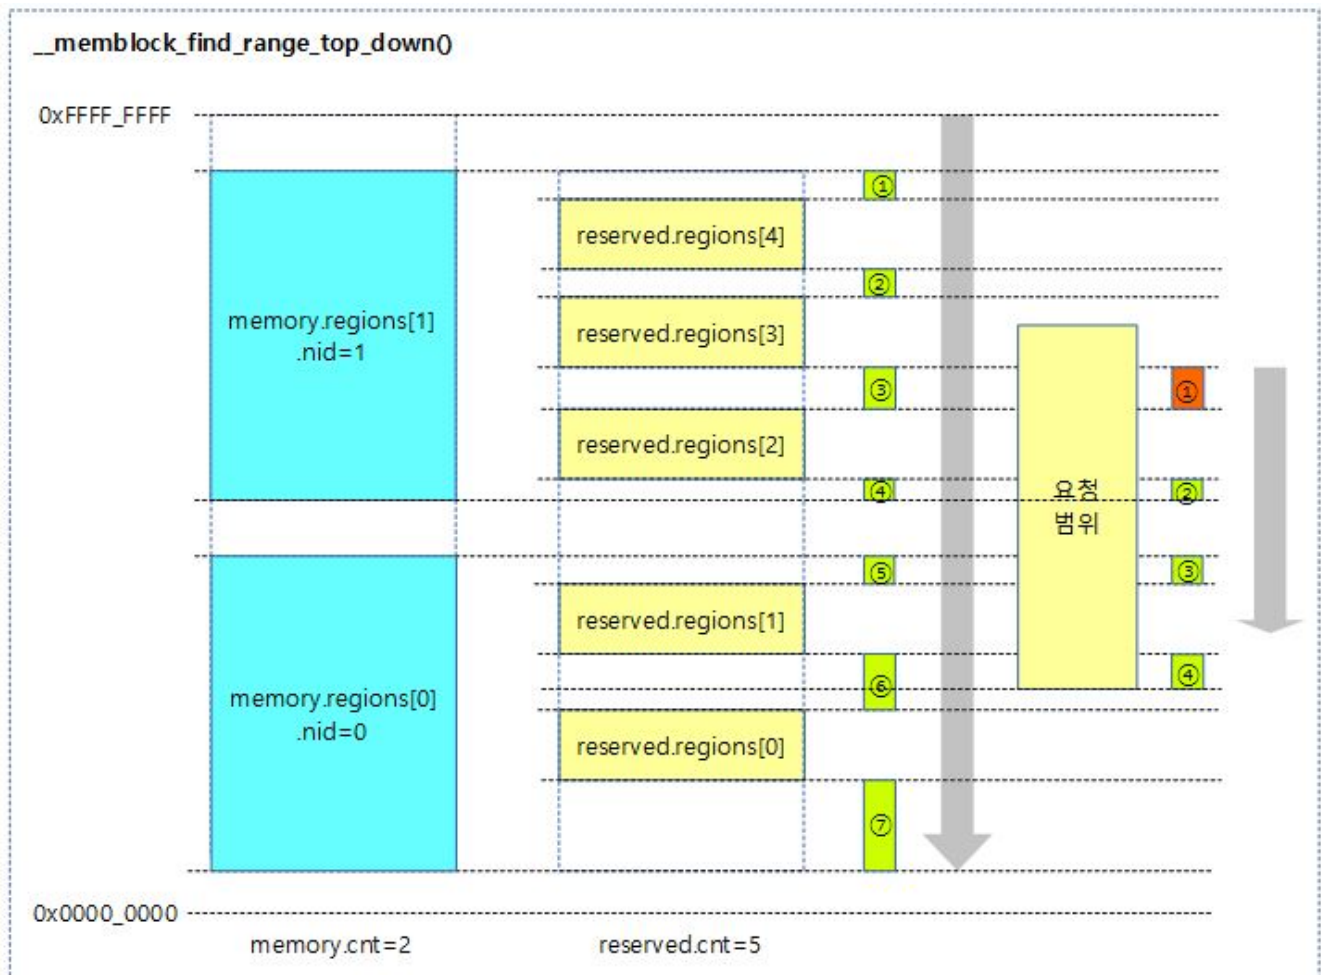 __memblock_find_range_top_down()
0xFFFF_FFFF
①
reserved.regions[4]
②
memory.regions[1]
.nid=1
reserved.regions[3]
③
①
reserved.regions[2]
④
요청
범위
②
⑤
③
reserved.regions[1]
⑥
④
memory.regions[0]
.nid=0
reserved.regions[0]
⑦
0x0000_0000
memory.cnt=2
reserved.cnt=5